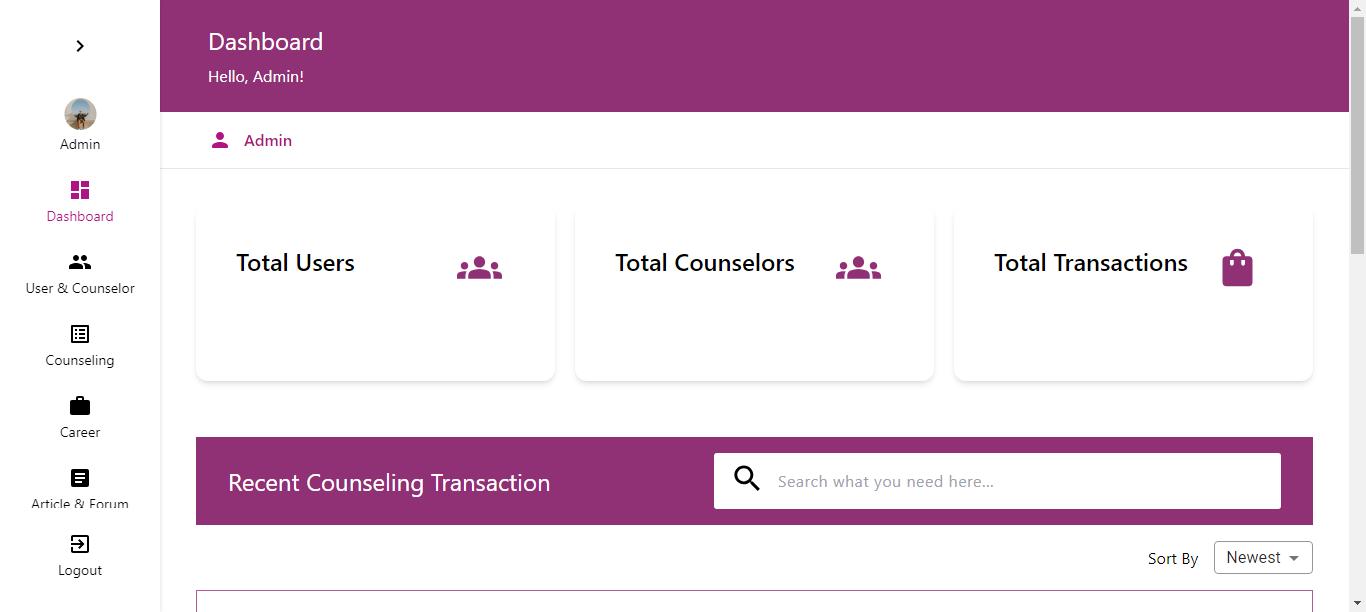 Dashboard
Hello, Admin!
Admin
Admin
Dashboard
User & Counselor
Counseling
Career
Article & Forum
Logout
Total Users
Total Counselors
Total Transactions
Recent Counseling Transaction
Search what you need here...
Sort By
Newest